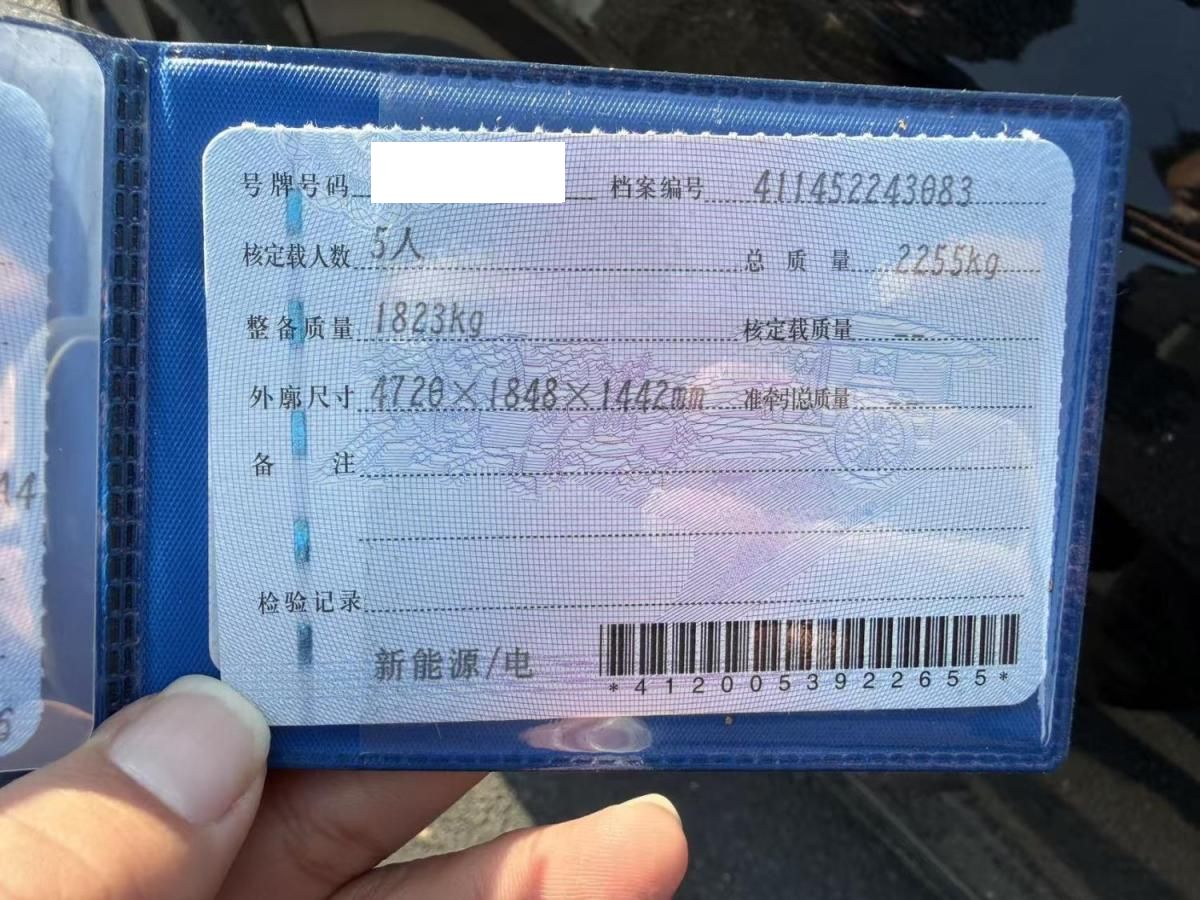 号牌号码 档案编号 411452243083
核定载人数 5人 总质量 2255kg
整备质量 1823kg 核定载质量 --
外廓尺寸 4720×1848×1442mm 准牵引总质量 --
备注
检验记录
新能源/电
*4120053922655*
14